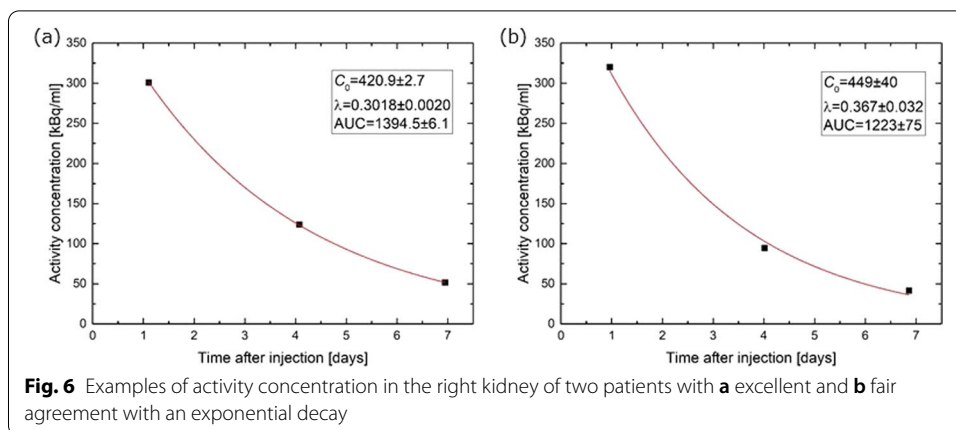 (a)
350
300
250
200
150
100
50
0
Activity concentration [kBq/ml]
C₀=420.9±2.7
λ=0.3018±0.0020
AUC=1394.5±6.1
0 1 2 3 4 5 6 7
Time after injection [days]
(b)
350
300
250
200
150
100
50
0
Activity concentration [kBq/ml]
C₀=449±40
λ=0.367±0.032
AUC=1223±75
0 1 2 3 4 5 6 7
Time after injection [days]
Fig. 6 Examples of activity concentration in the right kidney of two patients with a excellent and b fair
agreement with an exponential decay